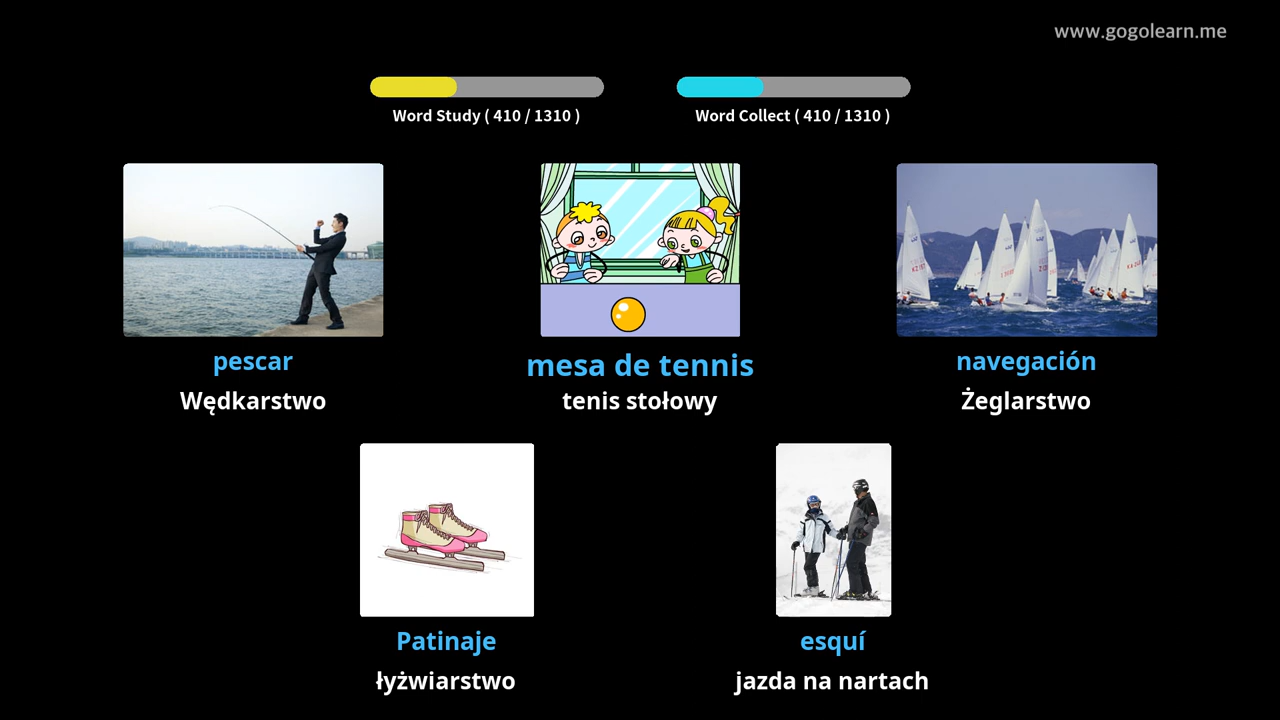 www.gogolearn.me
Word Study ( 410 / 1310 )
Word Collect ( 410 / 1310 )
pescar
Wędkarstwo
mesa de tennis
tenis stołowy
navegación
Żeglarstwo
Patinaje
łyżwiarstwo
esquí
jazda na nartach